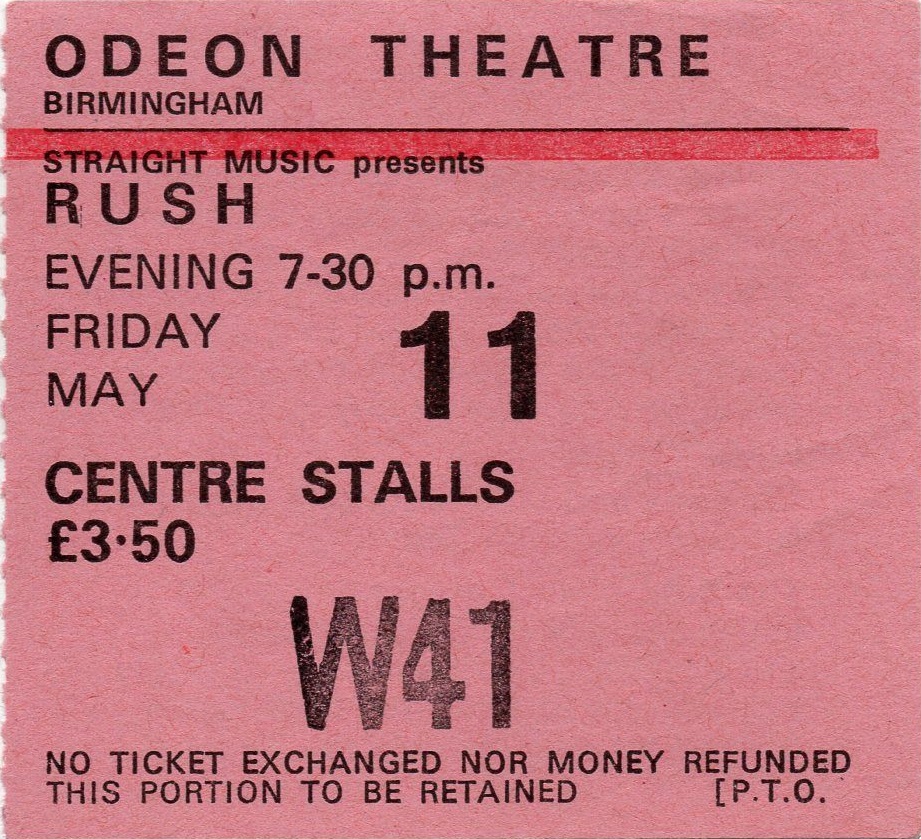 ODEON THEATRE
BIRMINGHAM
STRAIGHT MUSIC presents
RUSH
EVENING 7-30 p.m.
FRIDAY 11
MAY
CENTRE STALLS
£3·50
W41
NO TICKET EXCHANGED NOR MONEY REFUNDED
THIS PORTION TO BE RETAINED [P.T.O.